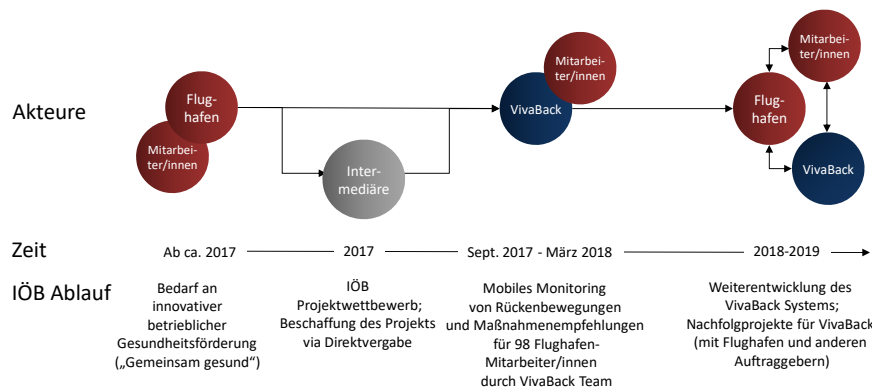 Akteure
Flug-
hafen
Mitarbei-
ter/innen
Inter-
mediäre
VivaBack
Mitarbei-
ter/innen
Flug-
hafen
Mitarbei-
ter/innen
VivaBack
Zeit
Ab ca. 2017
2017
Sept. 2017 - März 2018
2018-2019
IÖB Ablauf
Bedarf an
innovativer
betrieblicher
Gesundheitsförderung
(„Gemeinsam gesund“)
IÖB
Projektwettbewerb;
Beschaffung des Projekts
via Direktvergabe
Mobiles Monitoring
von Rückenbewegungen
und Maßnahmenempfehlungen
für 98 Flughafen-
Mitarbeiter/innen
durch VivaBack Team
Weiterentwicklung des
VivaBack Systems;
Nachfolgprojekte für VivaBack
(mit Flughafen und anderen
Auftraggebern)